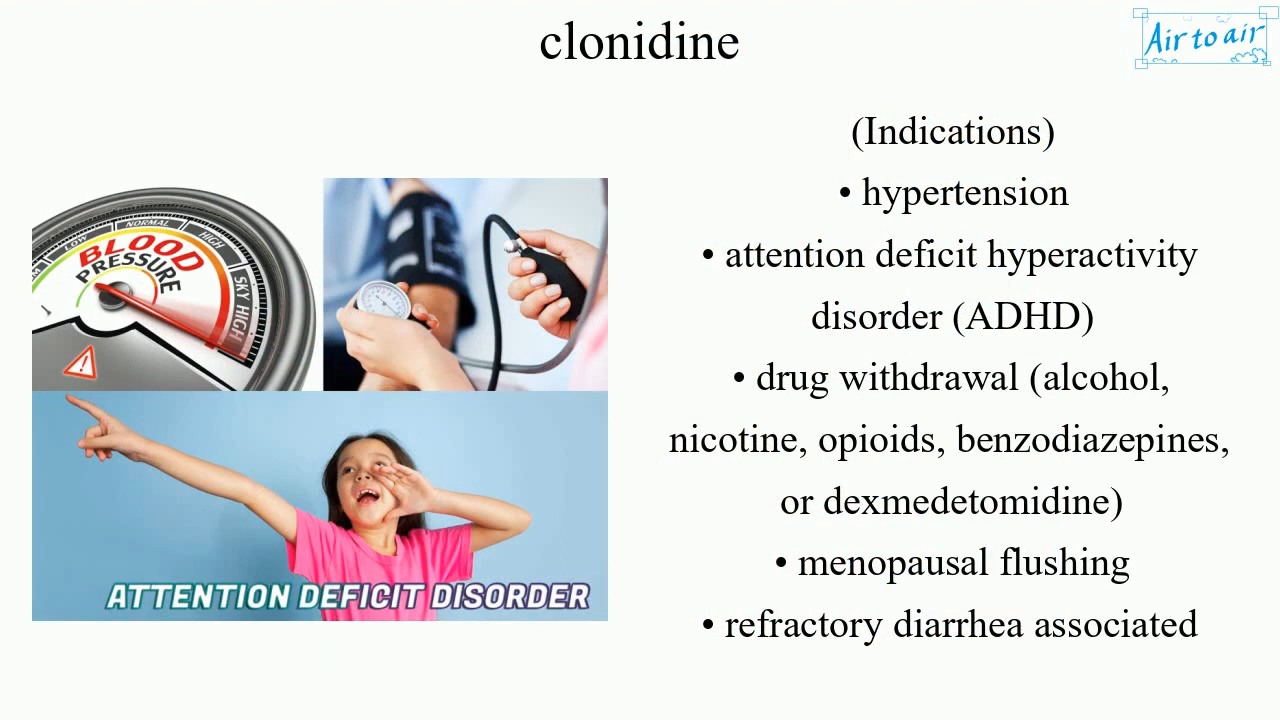 clonidine
Air to air
(Indications)
• hypertension
• attention deficit hyperactivity
disorder (ADHD)
• drug withdrawal (alcohol,
nicotine, opioids, benzodiazepines,
or dexmedetomidine)
• menopausal flushing
• refractory diarrhea associated
LOW
NORMAL
HIGH
SKY HIGH
BLOOD
PRESSURE
ATTENTION DEFICIT DISORDER